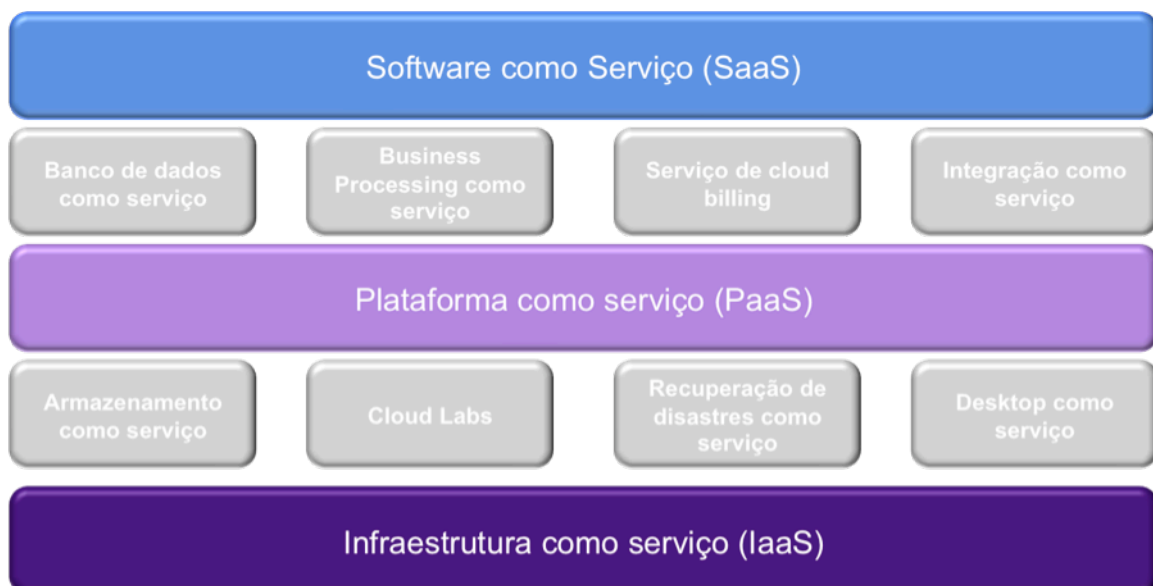 Software como Serviço (SaaS)
Banco de dados
como serviço
Business
Processing como
serviço
Serviço de cloud
billing
Integração como
serviço
Plataforma como serviço (PaaS)
Armazenamento
como serviço
Cloud Labs
Recuperação de
disastres como
serviço
Desktop como
serviço
Infraestrutura como serviço (IaaS)